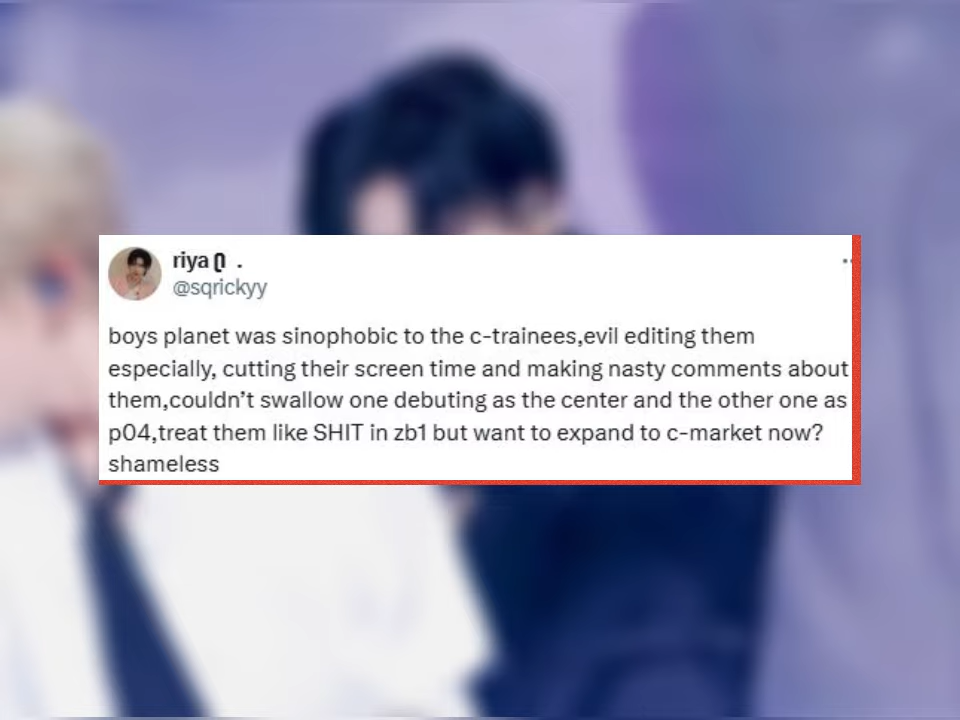 riya .
@sqrickyy
boys planet was sinophobic to the c-trainees,evil editing them
especially, cutting their screen time and making nasty comments about
them,couldn’t swallow one debuting as the center and the other one as
p04,treat them like SHIT in zb1 but want to expand to c-market now?
shameless